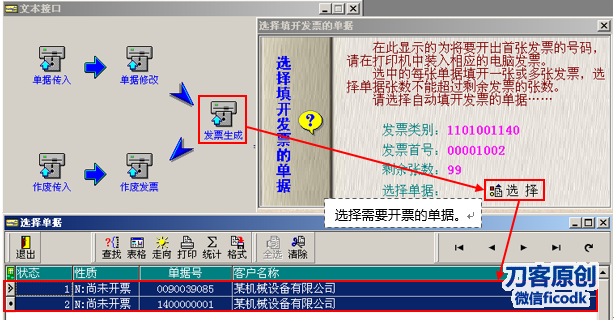 文本接口
单据传入
单据修改
发票生成
作废传入
作废发票
选择填开发票的单据
选择填开发票的单据
在此显示的为将要开出首张发票的号码，
请在打印机中装入相应的电脑发票。
选中的每张单据填开一张或多张发票，选
择单据张数不能超过剩余发票的张数。
请选择自动填开发票的单据……
发票类别: 1101001140
发票首号: 00001002
剩余张数: 99
选择单据:
选 择
选择需要开票的单据。
选择单据
退出 查找 表格 走向 打印 统计 格式 全选 清除
状态 性质 单据号 客户名称
1 N:尚未开票 0090039085 某机械设备有限公司
2 N:尚未开票 1400000001 某机械设备有限公司
刀客原创
微信ficodk